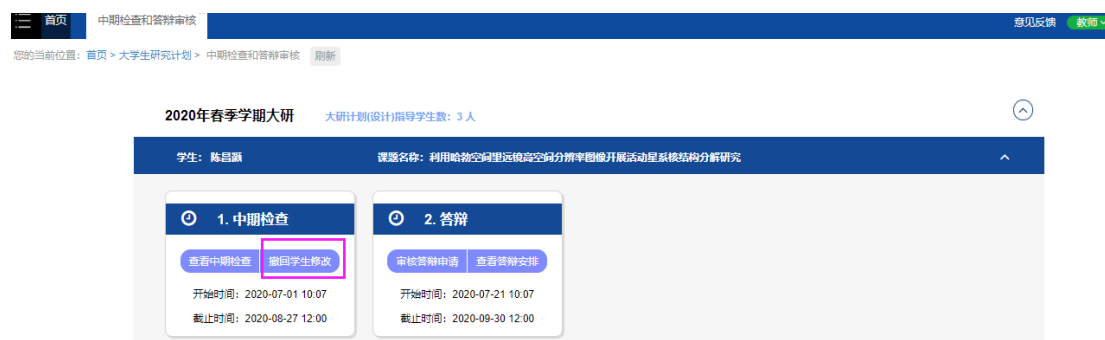 首页 中期检查和答辩审核 意见反馈 教师
您的当前位置：首页 > 大学生研究计划 > 中期检查和答辩审核 刷新
2020年春季学期大研 大研计划(设计)指导学生数：3 人
学生：陈昌灏 课题名称：利用哈勃空间望远镜高空间分辨率图像开展活动星系核结构分解研究
1. 中期检查 2. 答辩
查看中期检查 撤回学生修改 审核答辩申请 查看答辩安排
开始时间：2020-07-01 10:07 开始时间：2020-07-21 10:07
截止时间：2020-08-27 12:00 截止时间：2020-09-30 12:00